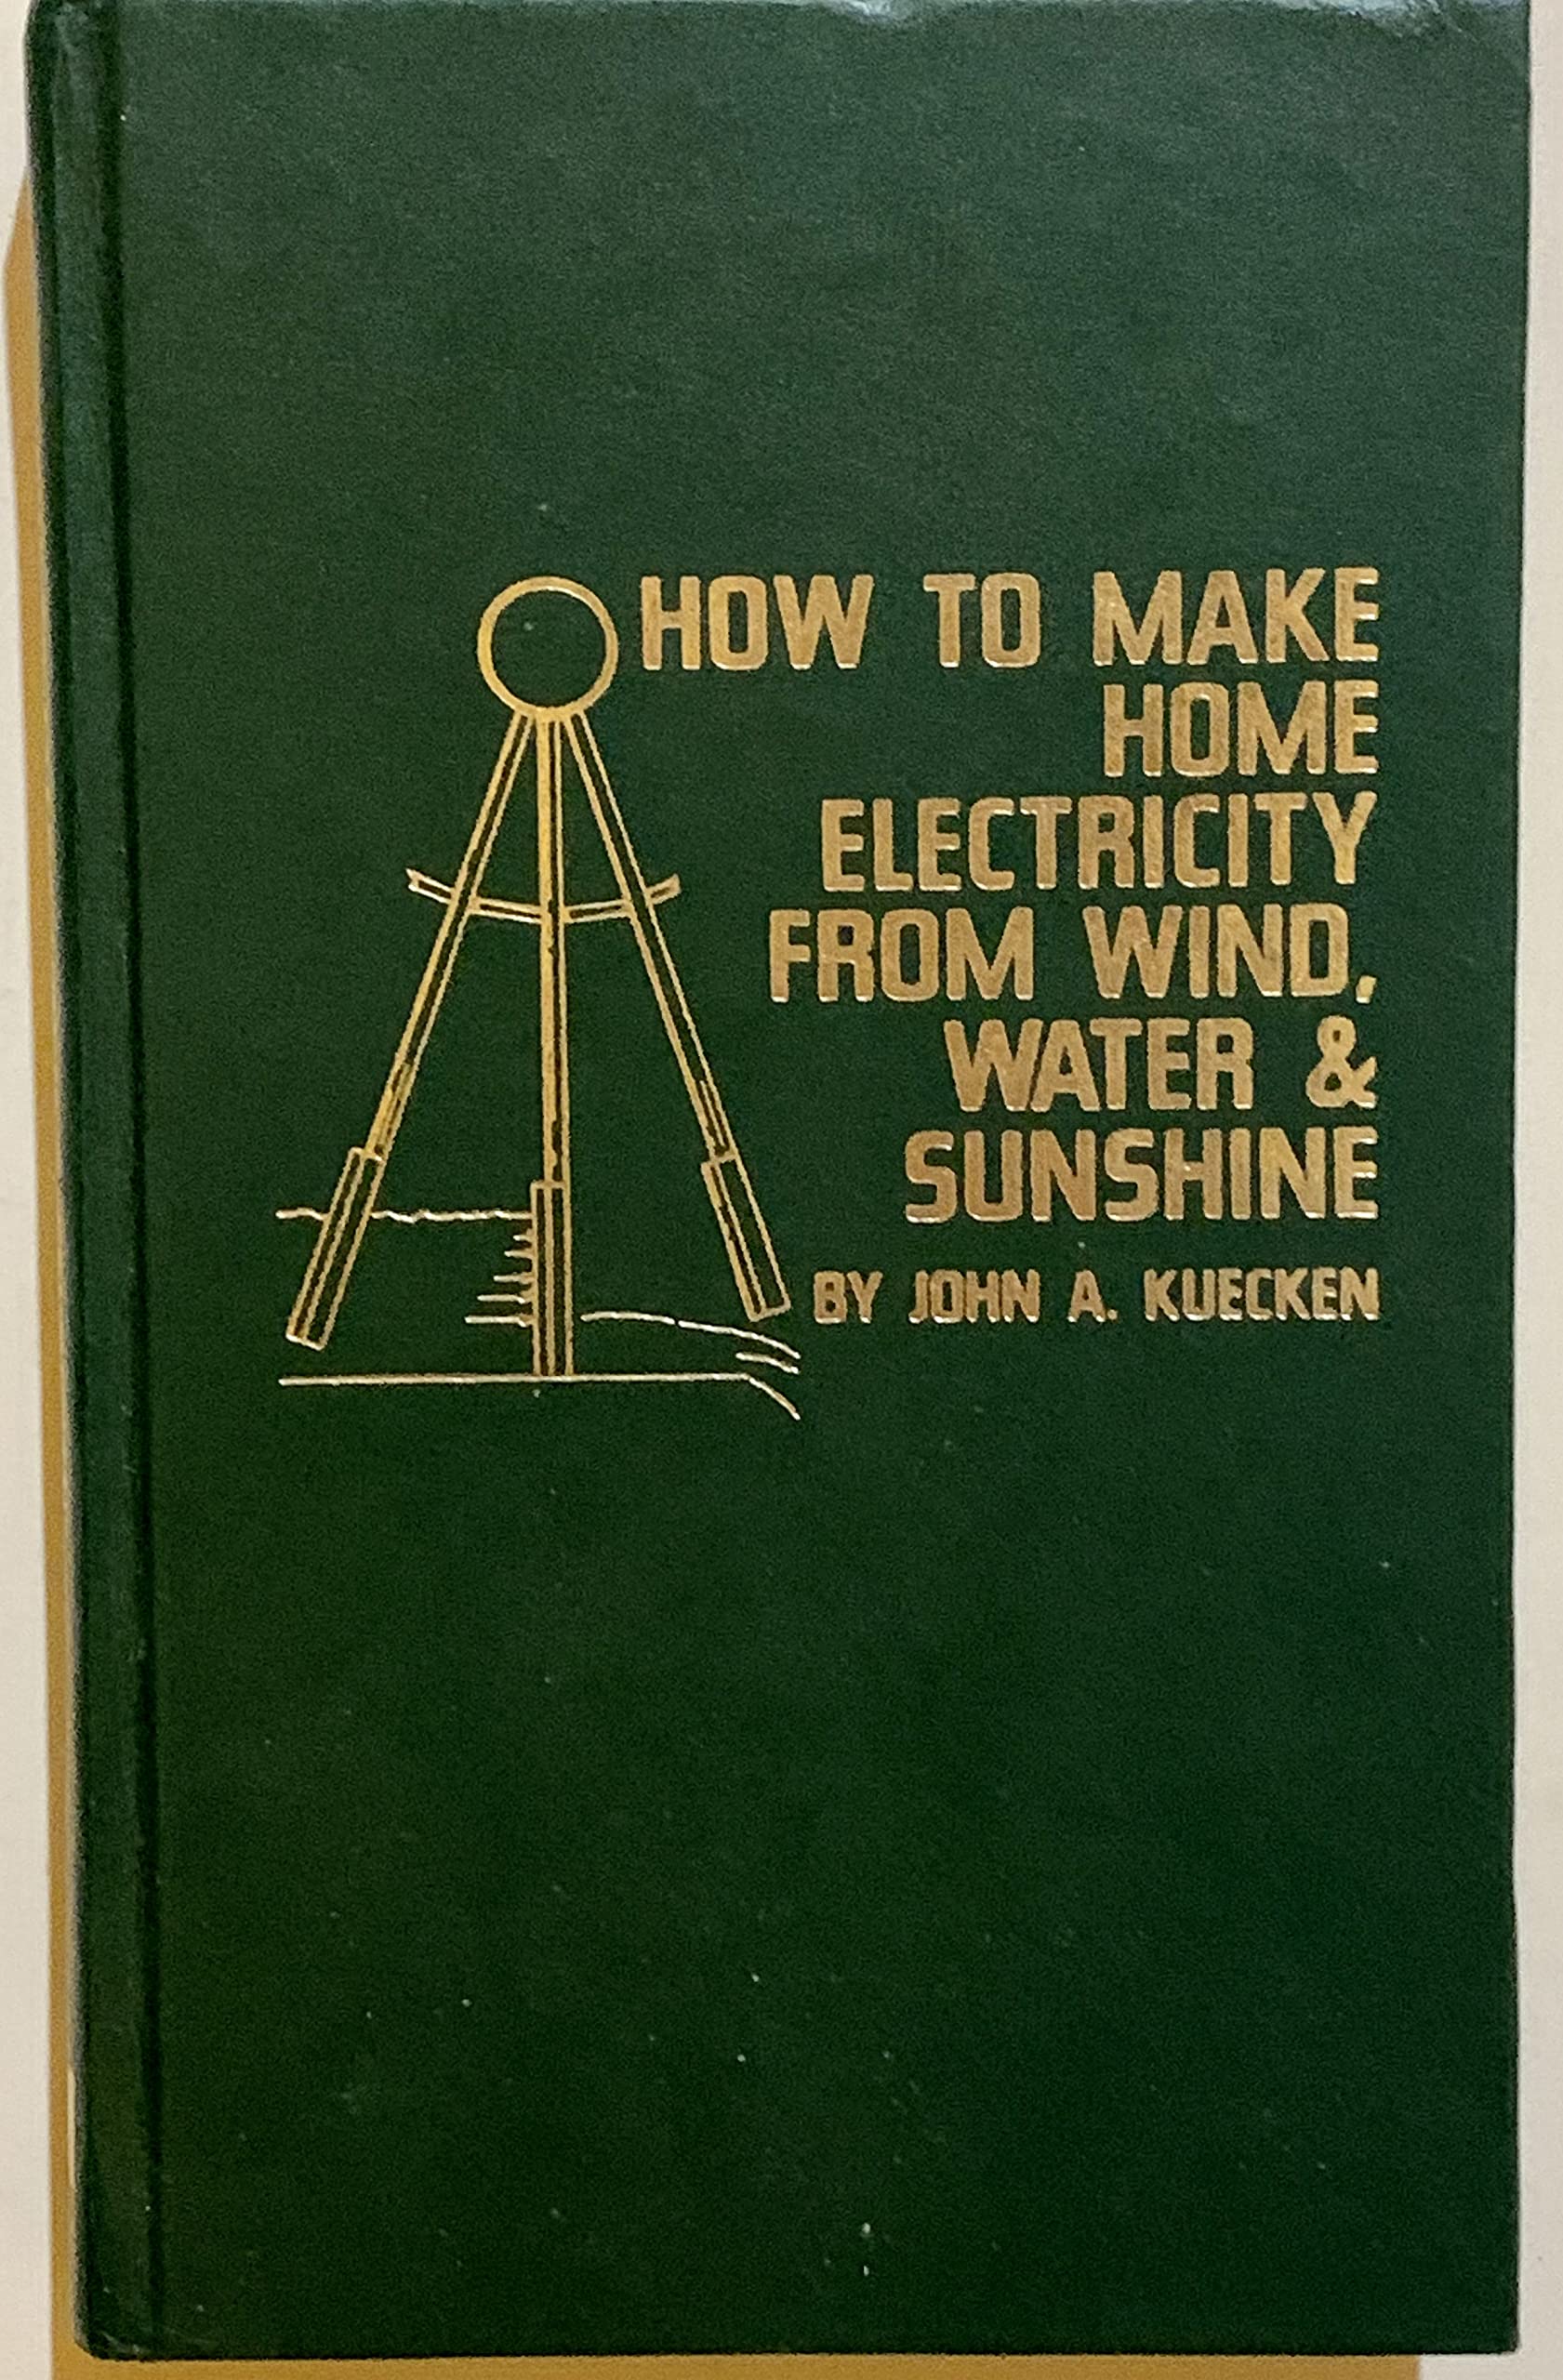 HOW TO MAKE
HOME
ELECTRICITY
FROM WIND,
WATER &
SUNSHINE
BY JOHN A. KUECKEN